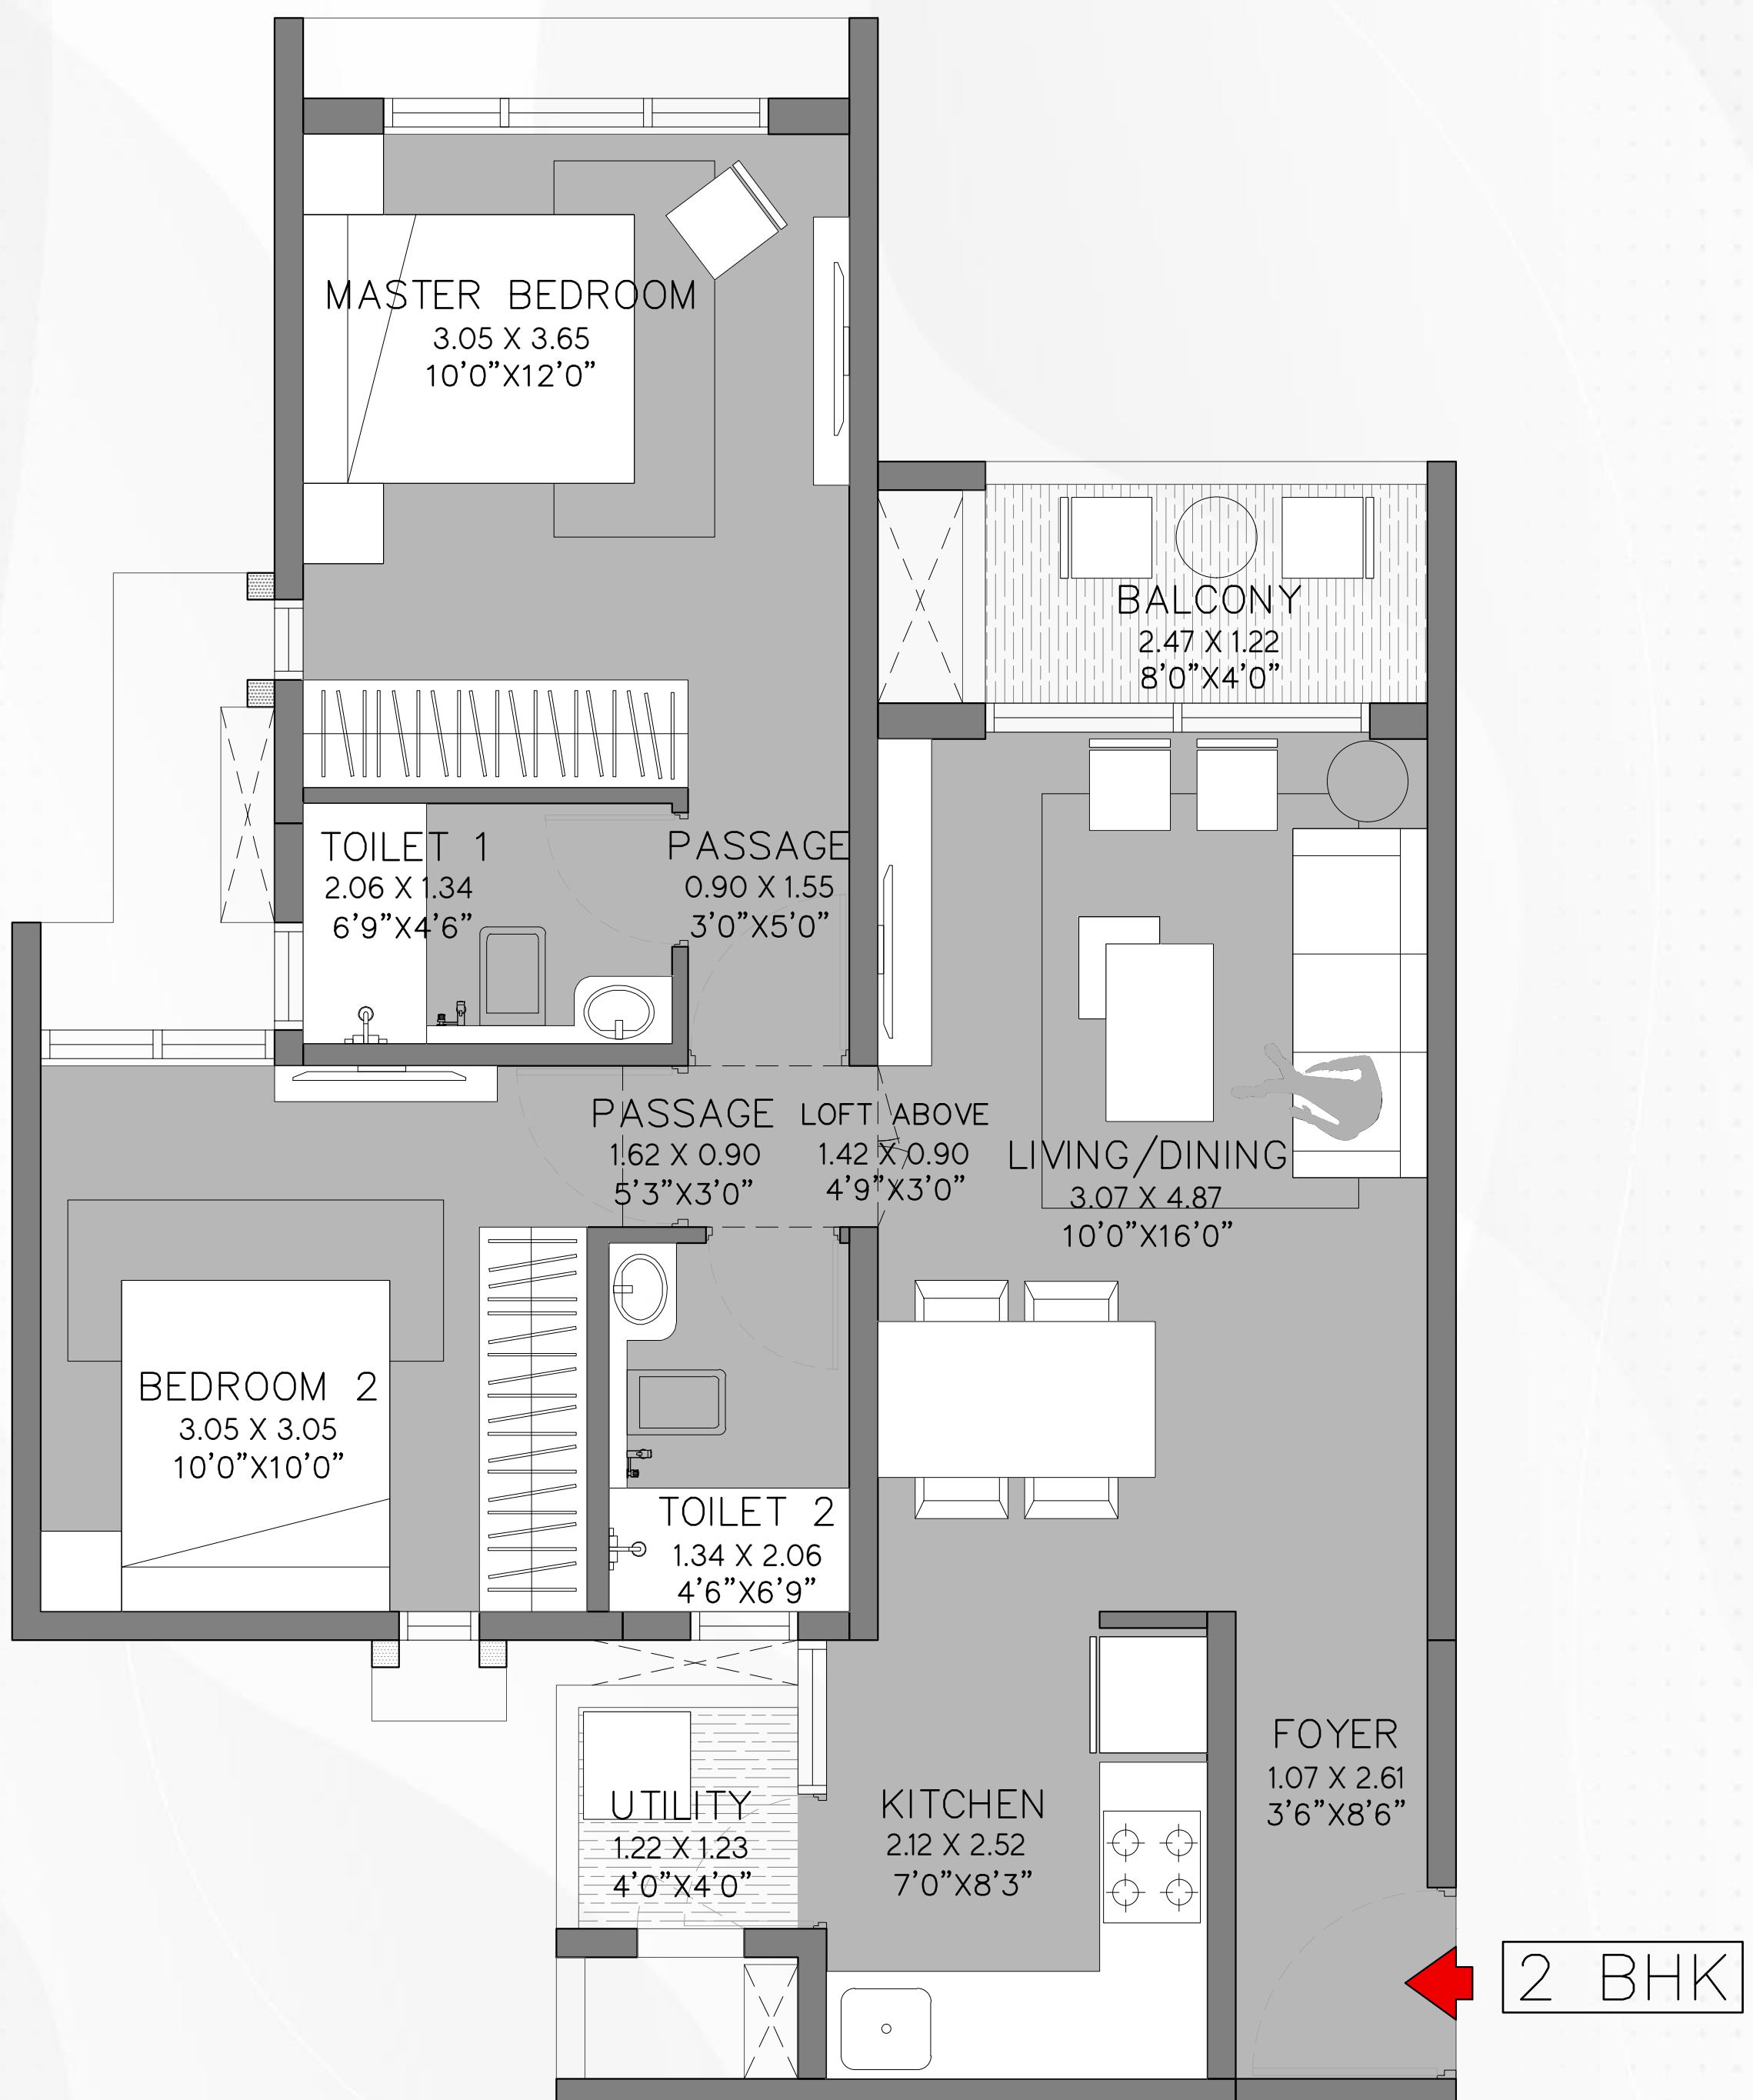 MASTER BEDROOM
3.05 X 3.65
10'0"X12'0"
BALCONY
2.47 X 1.22
8'0"X4'0"
TOILET 1
2.06 X 1.34
6'9"X4'6"
PASSAGE
0.90 X 1.55
3'0"X5'0"
PASSAGE
1.62 X 0.90
5'3"X3'0"
LOFT ABOVE
1.42 X 0.90
4'9"X3'0"
LIVING/DINING
3.07 X 4.87
10'0"X16'0"
BEDROOM 2
3.05 X 3.05
10'0"X10'0"
TOILET 2
1.34 X 2.06
4'6"X6'9"
FOYER
1.07 X 2.61
3'6"X8'6"
UTILITY
1.22 X 1.23
4'0"X4'0"
KITCHEN
2.12 X 2.52
7'0"X8'3"
2 BHK